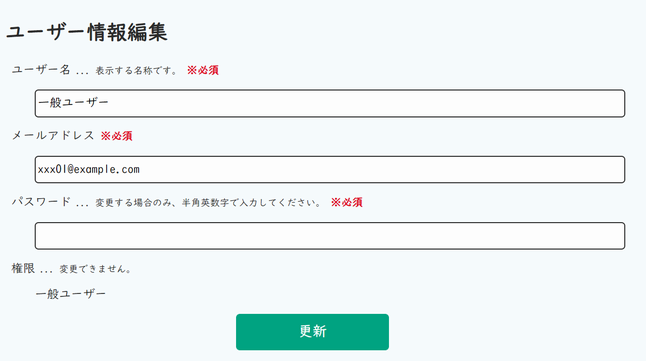 ユーザー情報編集
ユーザー名 ... 表示する名称です。 ※必須
一般ユーザー
メールアドレス ※必須
xxx01@example.com
パスワード ... 変更する場合のみ、半角英数字で入力してください。 ※必須
権限 ... 変更できません。
一般ユーザー
更新